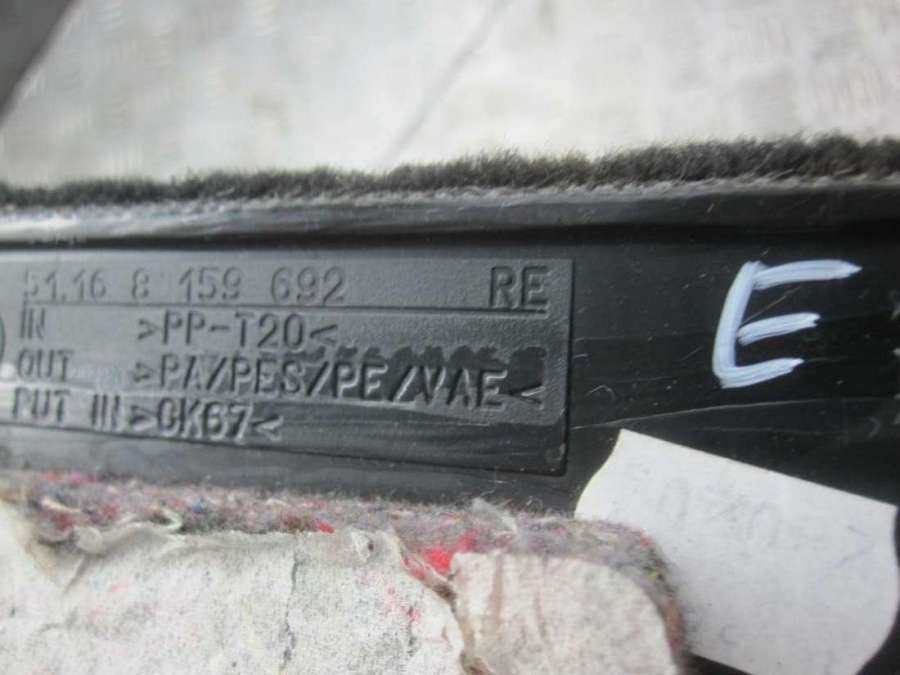 51.16 8 159 692 RE
IN >PP-T20<
OUT >PA/PES/PE/VAE<
PUT IN >CK67<
E